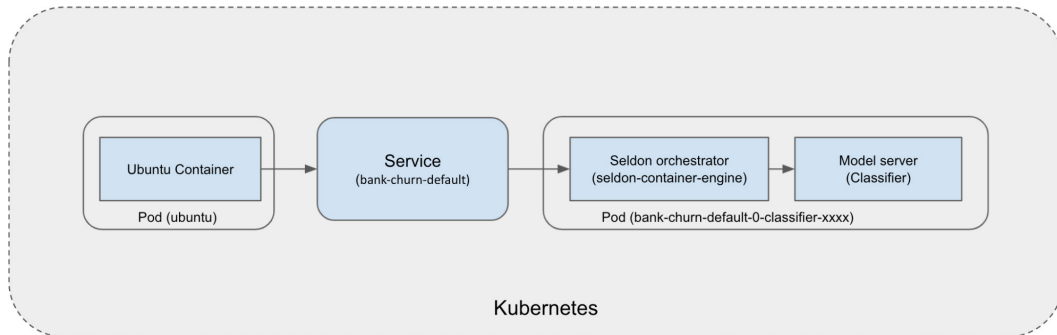 Ubuntu Container
Pod (ubuntu)
Service
(bank-churn-default)
Seldon orchestrator
(seldon-container-engine)
Model server
(Classifier)
Pod (bank-churn-default-0-classifier-xxxx)
Kubernetes